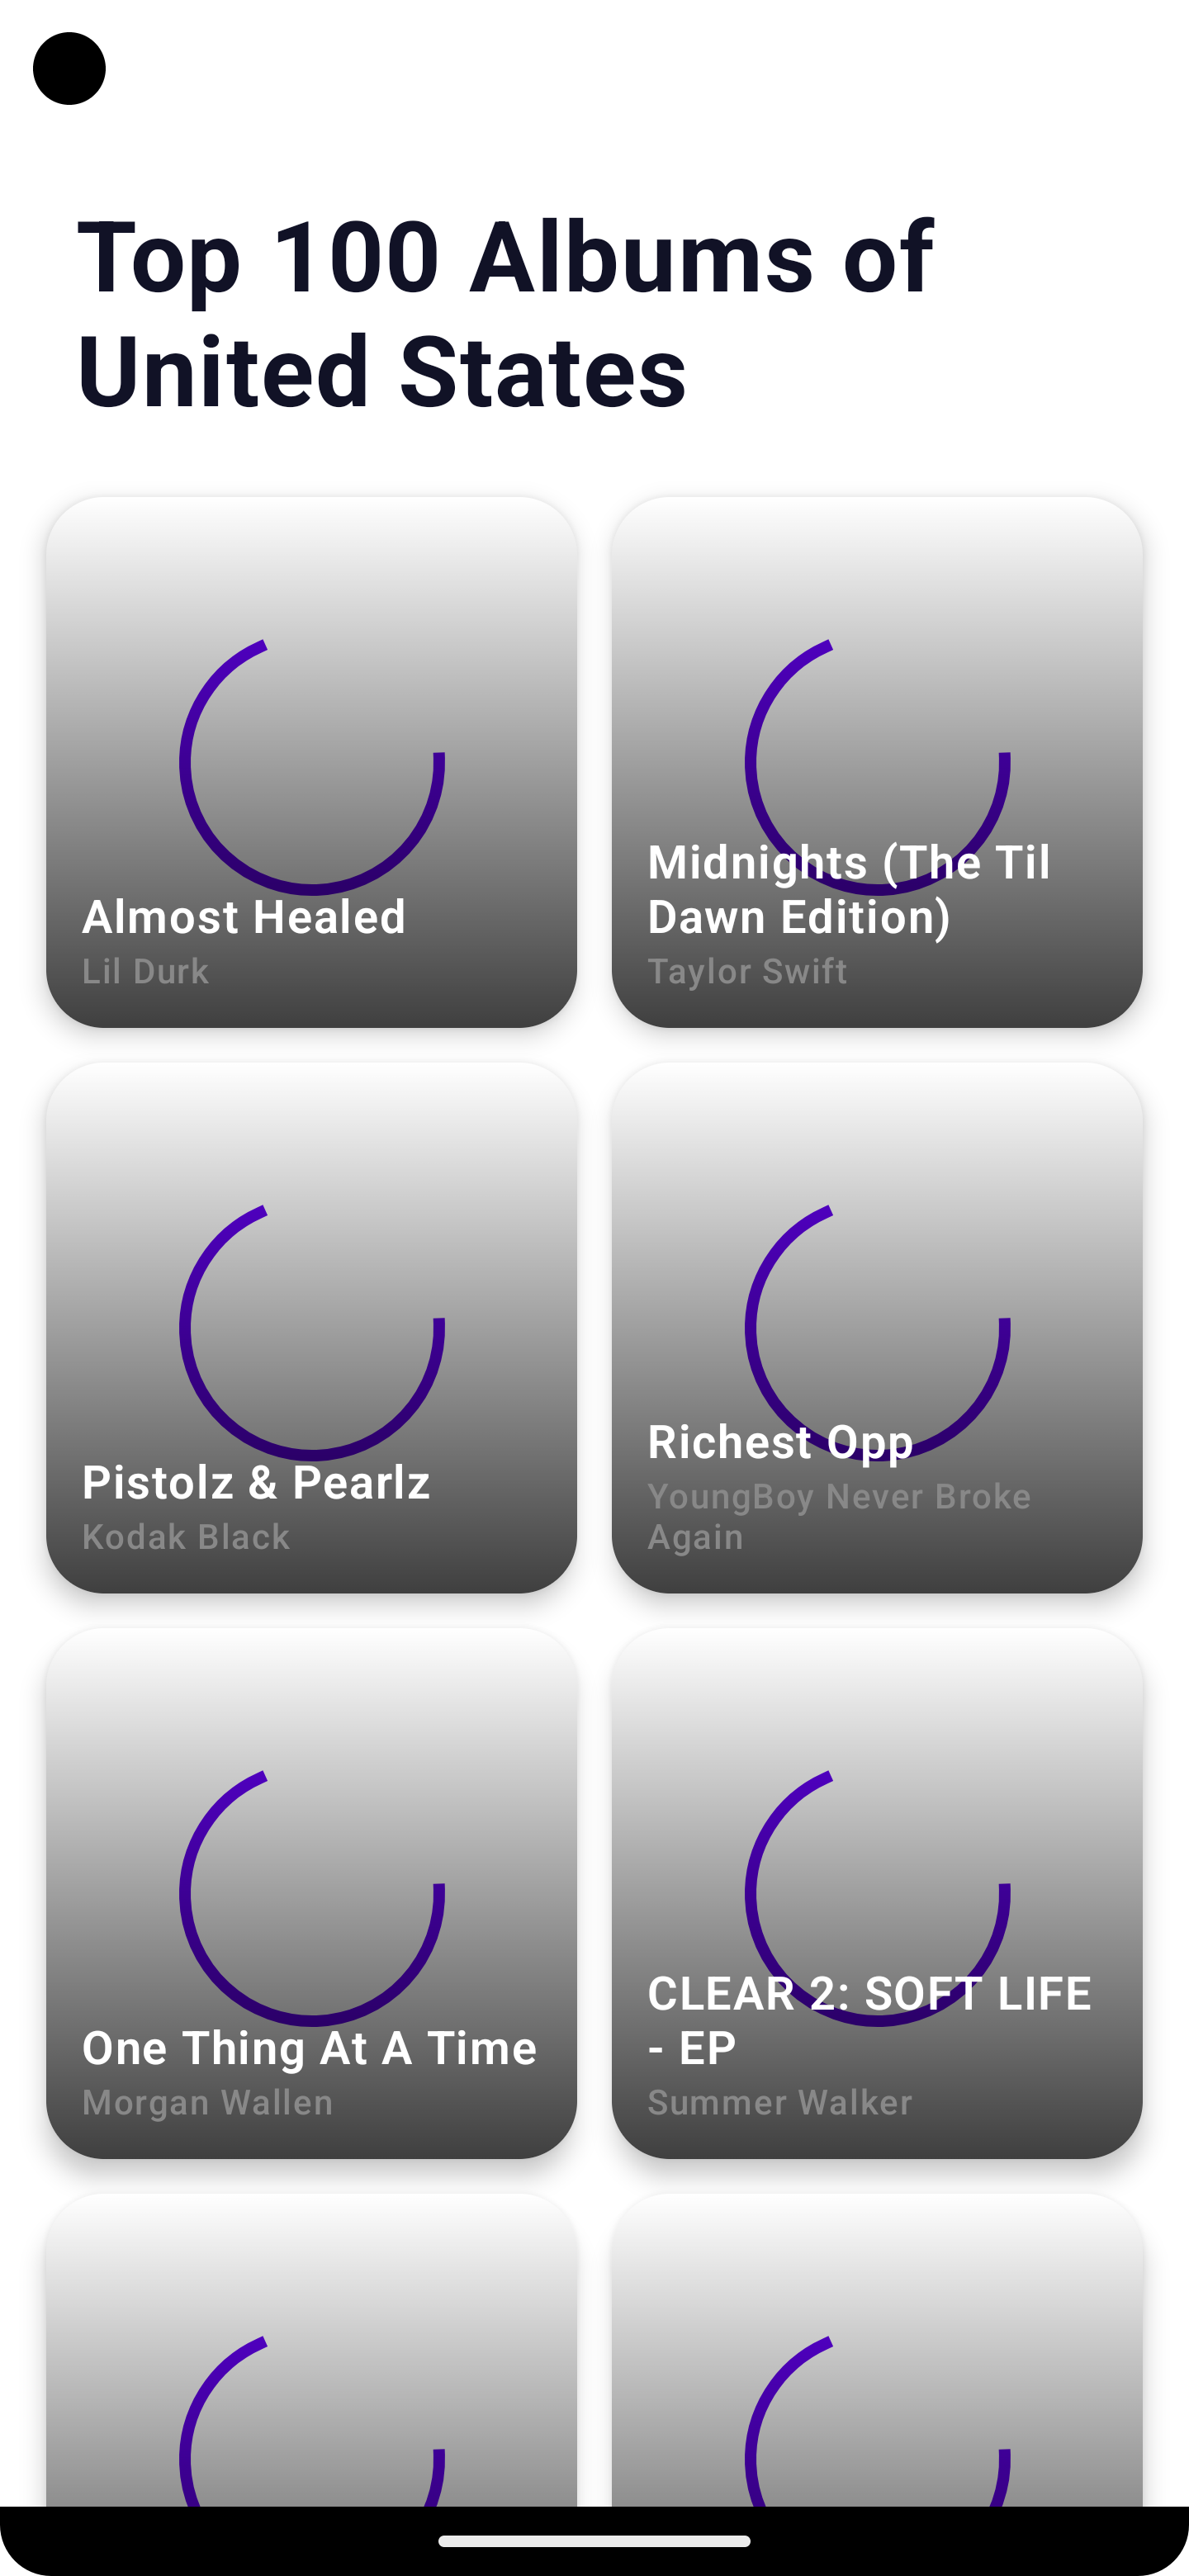 Top 100 Albums of
United States
Almost Healed
Lil Durk
Midnights (The Til
Dawn Edition)
Taylor Swift
Pistolz & Pearlz
Kodak Black
Richest Opp
YoungBoy Never Broke
Again
One Thing At A Time
Morgan Wallen
CLEAR 2: SOFT LIFE
- EP
Summer Walker